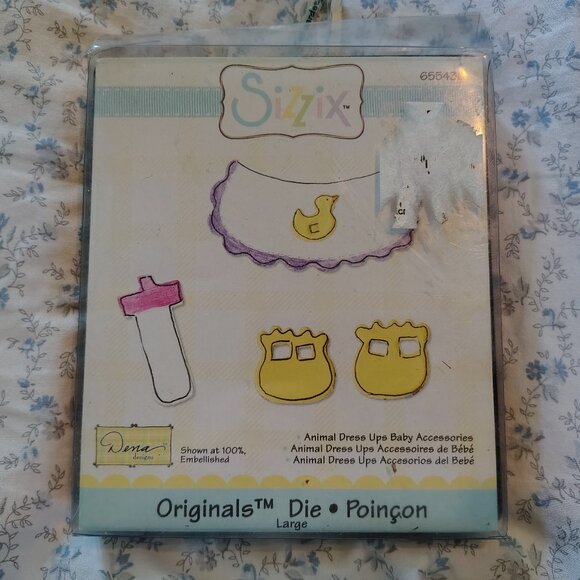 65543
Sizzix™
Dena
designs
Shown at 100%,
Embellished
Animal Dress Ups Baby Accessories
Animal Dress Ups Accessoires de Bébé
Animal Dress Ups Accesorios del Bebé
Originals™ Die • Poinçon
Large